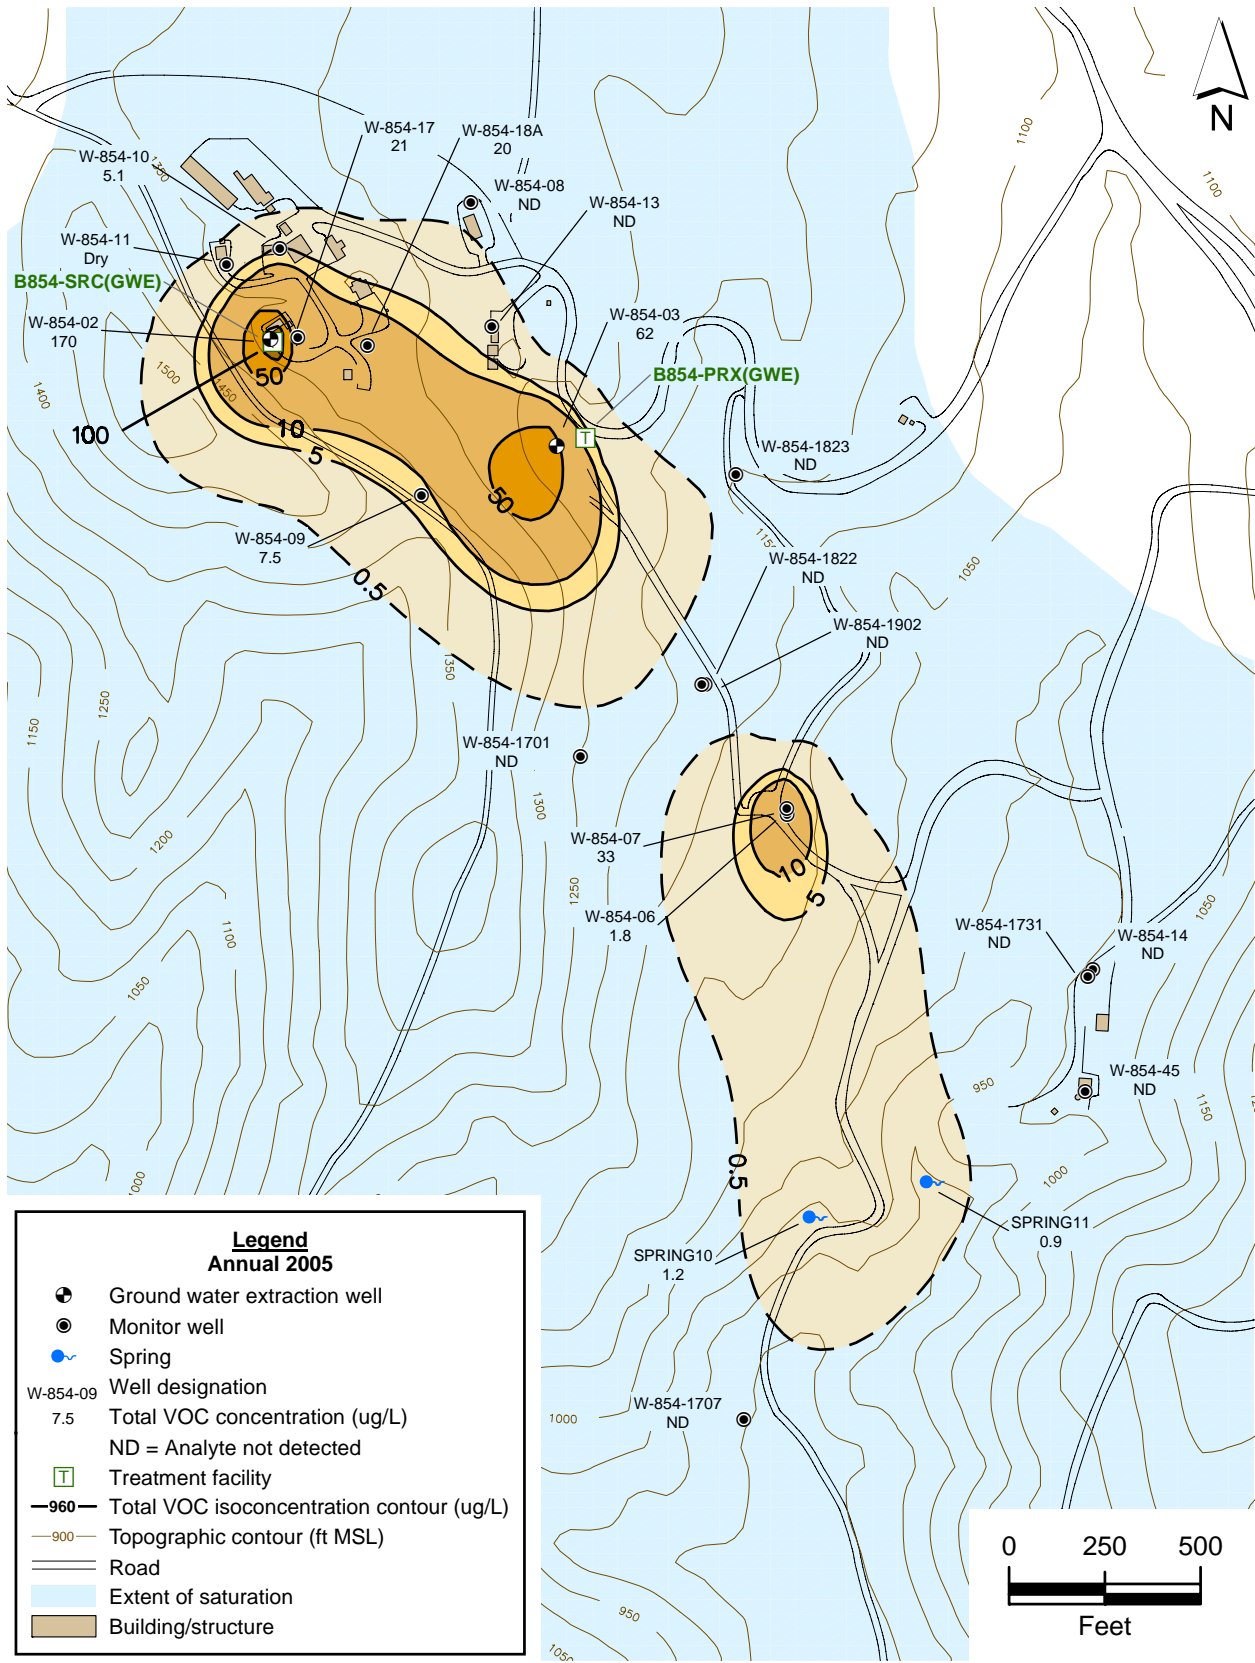 W-854-17
21
W-854-18A
20
W-854-10
5.1
1350
W-854-08
ND
W-854-13
ND
1100
1100
N
W-854-11
Dry
B854-SRC(GWE)
W-854-02
170
W-854-03
62
B854-PRX(GWE)
1500
1450
1400
50
100
10
5
50
W-854-1823
ND
W-854-09
7.5
0.5
1150
1050
W-854-1822
ND
W-854-1902
ND
1350
1250
1150
W-854-1701
ND
1300
1200
W-854-07
33
10
5
1250
W-854-06
1.8
1100
1050
W-854-1731
ND
W-854-14
ND
1050
1050
950
W-854-45
ND
1150
1000
1000
0.5
SPRING11
0.9
SPRING10
1.2
W-854-1707
ND
1000
950
1050
Legend
Annual 2005
Ground water extraction well
Monitor well
Spring
W-854-09 Well designation
7.5 Total VOC concentration (ug/L)
ND = Analyte not detected
T Treatment facility
960 Total VOC isoconcentration contour (ug/L)
900 Topographic contour (ft MSL)
Road
Extent of saturation
Building/structure
0 250 500
Feet
T